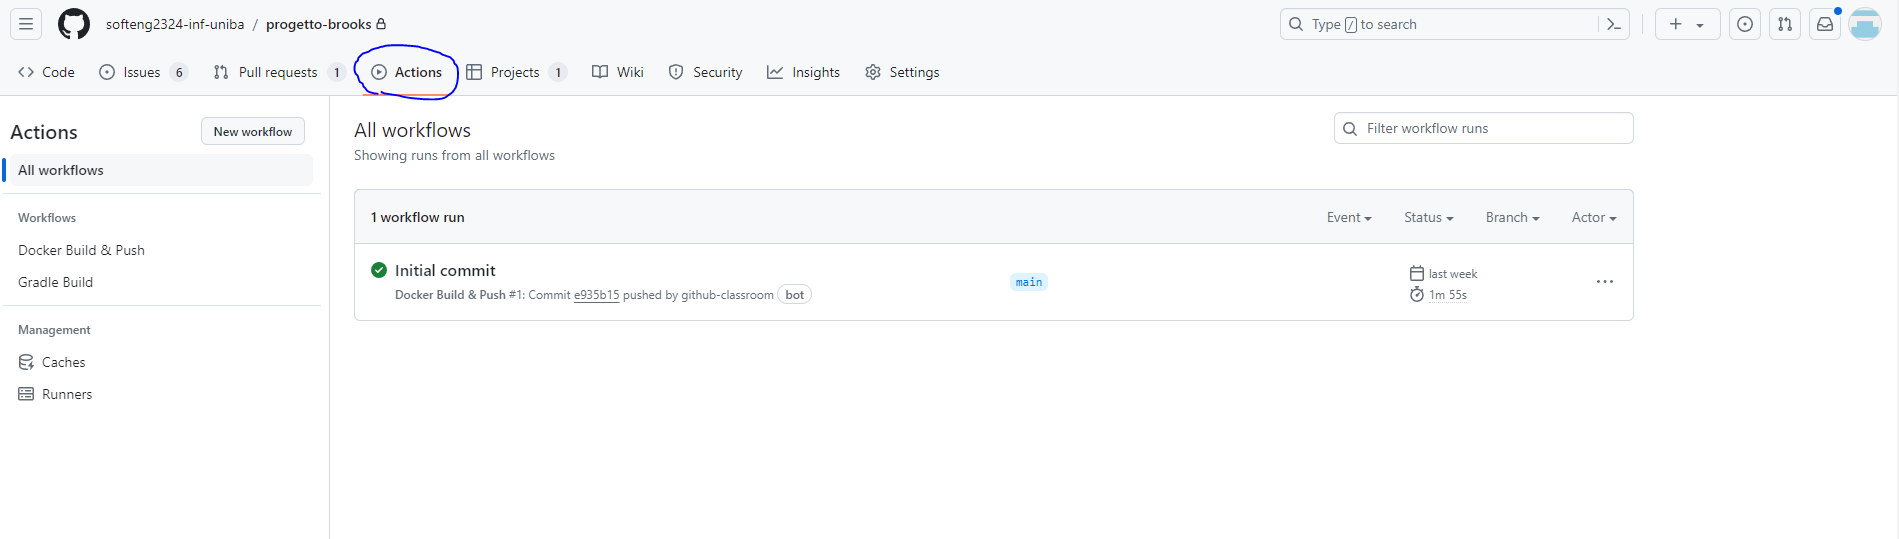 softeng2324-inf-uniba / progetto-brooks
Type / to search
Code
Issues 6
Pull requests 1
Actions
Projects 1
Wiki
Security
Insights
Settings
Actions
New workflow
All workflows
Workflows
Docker Build & Push
Gradle Build
Management
Caches
Runners
All workflows
Showing runs from all workflows
Filter workflow runs
1 workflow run
Event
Status
Branch
Actor
Initial commit
Docker Build & Push #1: Commit e935b15 pushed by github-classroom bot
main
last week
1m 55s